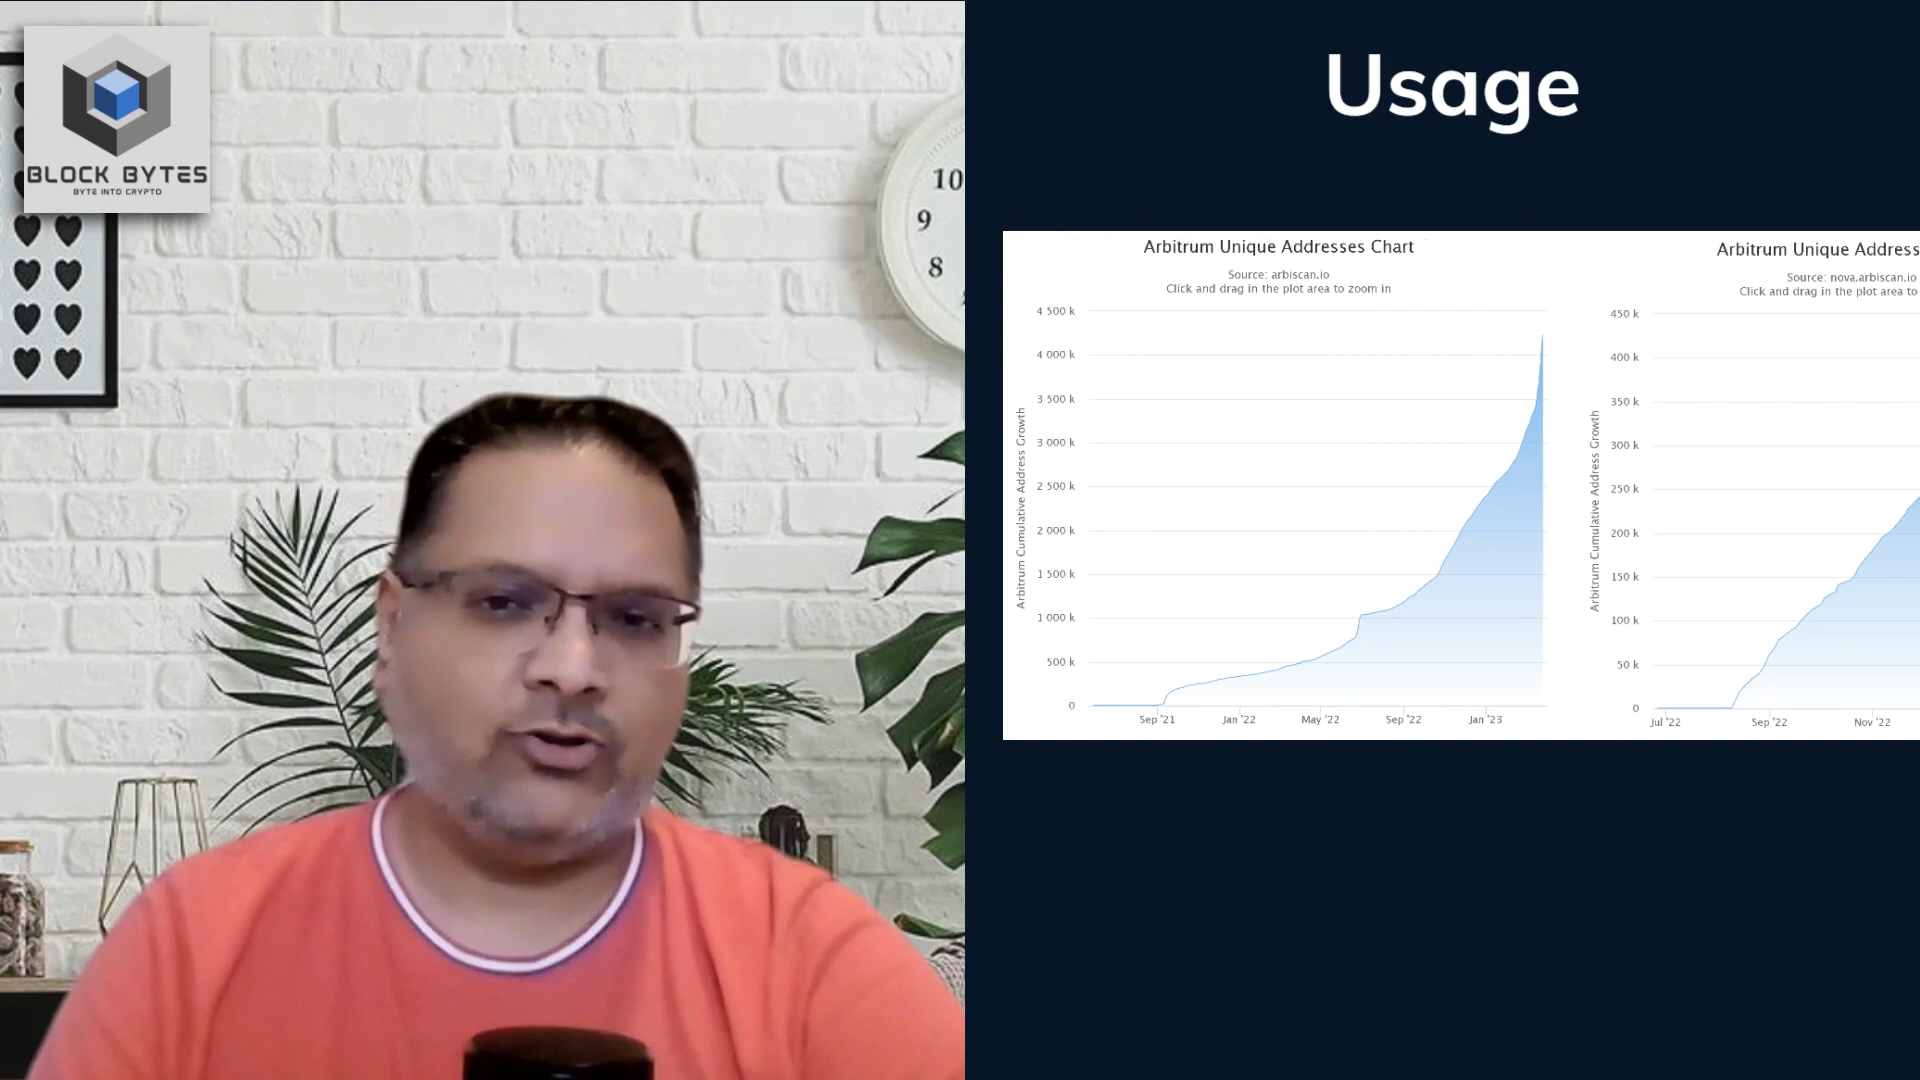 BLOCK BYTES
BYTE INTO CRYPTO
10
9
8
Usage
Arbitrum Unique Addresses Chart
Source: arbiscan.io
Click and drag in the plot area to zoom in
Arbitrum Cumulative Address Growth
4 500 k
4 000 k
3 500 k
3 000 k
2 500 k
2 000 k
1 500 k
1 000 k
500 k
0
Sep '21
Jan '22
May '22
Sep '22
Jan '23
Arbitrum Unique Address
Source: nova.arbiscan.io
Click and drag in the plot area to
Arbitrum Cumulative Address Growth
450 k
400 k
350 k
300 k
250 k
200 k
150 k
100 k
50 k
0
Jul '22
Sep '22
Nov '22